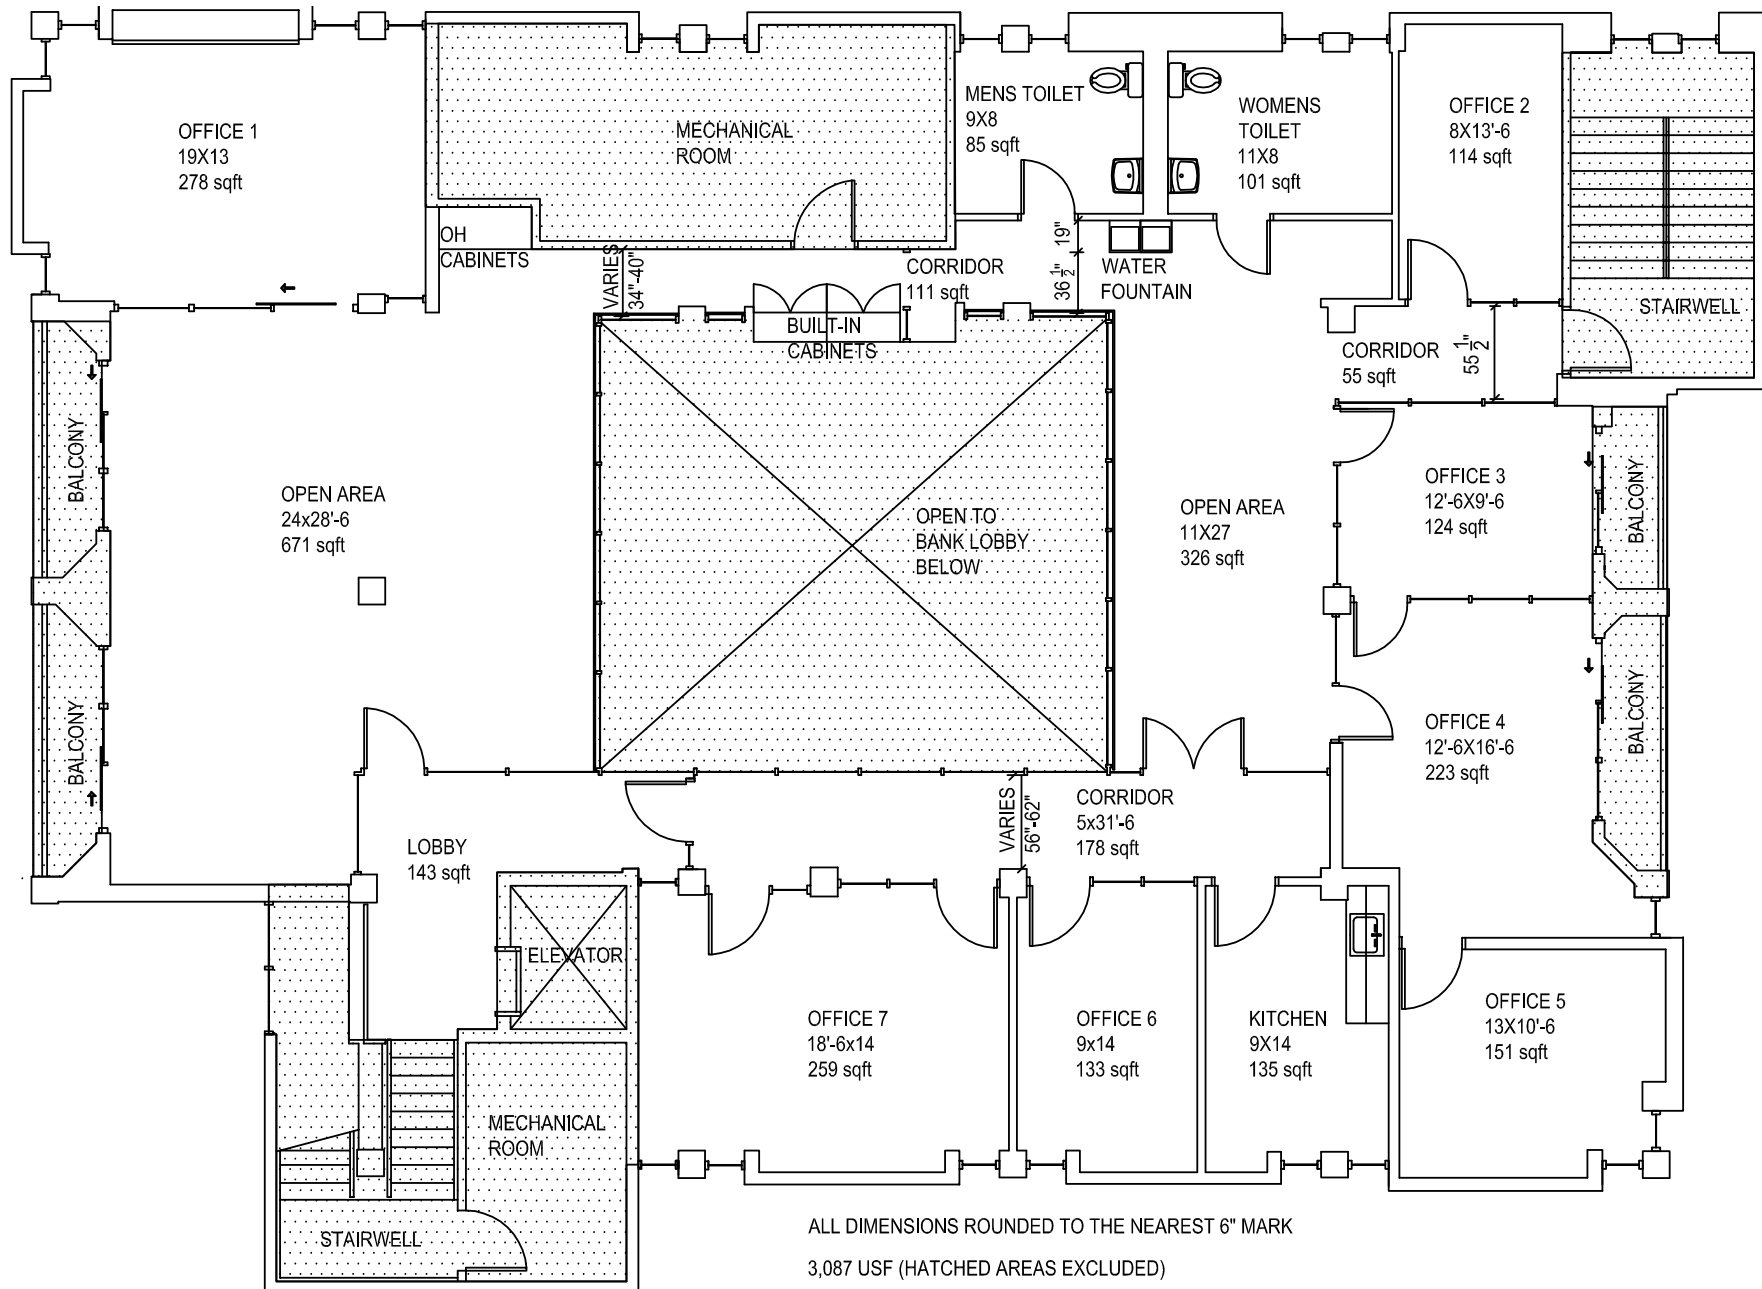 OFFICE 1
19X13
278 sqft
MECHANICAL
ROOM
MENS TOILET
9X8
85 sqft
WOMENS
TOILET
11X8
101 sqft
OFFICE 2
8X13'-6
114 sqft
OH
CABINETS
VARIES
34"-40"
CORRIDOR
111 sqft
19"
36 1/2"
WATER
FOUNTAIN
STAIRWELL
BUILT-IN
CABINETS
CORRIDOR
55 sqft
55 1/2"
BALCONY
OPEN AREA
24x28'-6
671 sqft
OPEN TO
BANK LOBBY
BELOW
OPEN AREA
11X27
326 sqft
OFFICE 3
12'-6X9'-6
124 sqft
BALCONY
BALCONY
OFFICE 4
12'-6X16'-6
223 sqft
BALCONY
LOBBY
143 sqft
VARIES
56"-62"
CORRIDOR
5x31'-6
178 sqft
ELEVATOR
OFFICE 7
18'-6x14
259 sqft
OFFICE 6
9x14
133 sqft
KITCHEN
9X14
135 sqft
OFFICE 5
13X10'-6
151 sqft
MECHANICAL
ROOM
STAIRWELL
ALL DIMENSIONS ROUNDED TO THE NEAREST 6" MARK
3,087 USF (HATCHED AREAS EXCLUDED)